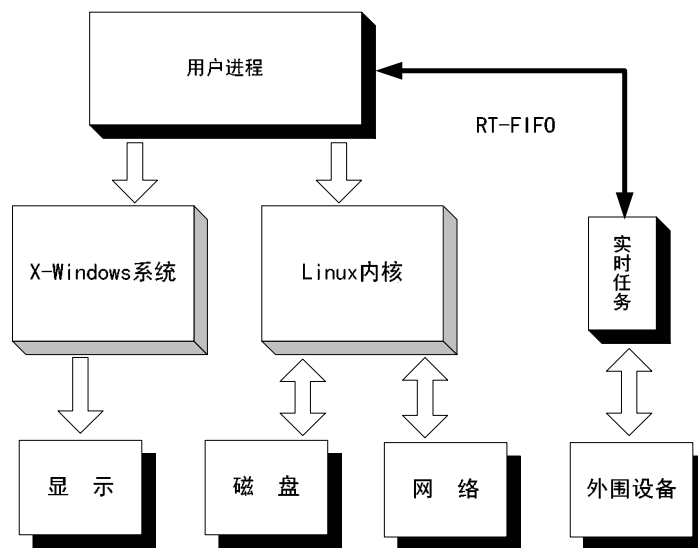 用户进程
RT-FIFO
X-Windows系统
Linux内核
实时任务
显 示
磁 盘
网 络
外围设备